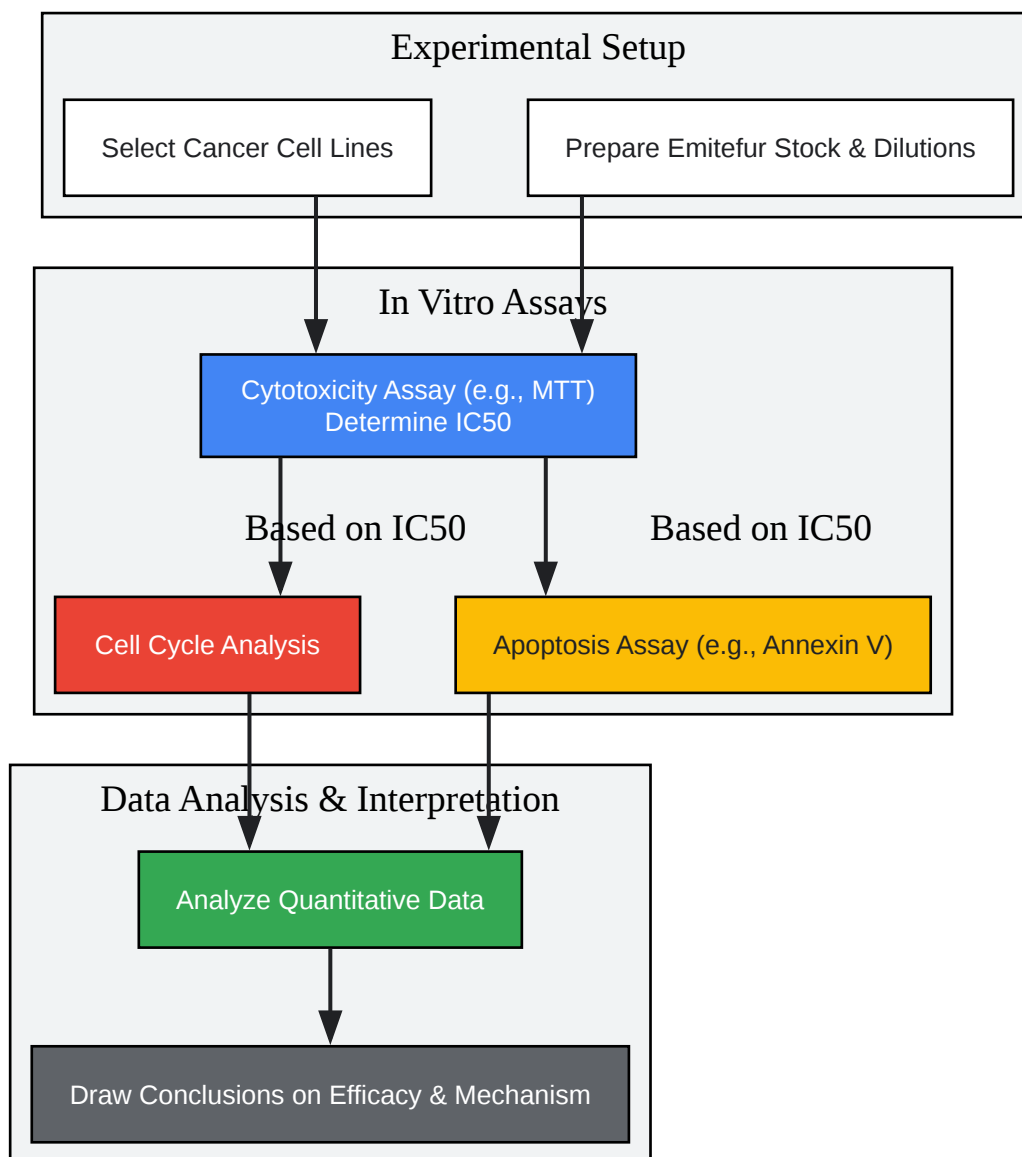 Experimental Setup
Select Cancer Cell Lines
Prepare Emitefur Stock & Dilutions
In Vitro Assays
Cytotoxicity Assay (e.g., MTT)
Determine IC50
Based on IC50
Based on IC50
Cell Cycle Analysis
Apoptosis Assay (e.g., Annexin V)
Data Analysis & Interpretation
Analyze Quantitative Data
Draw Conclusions on Efficacy & Mechanism